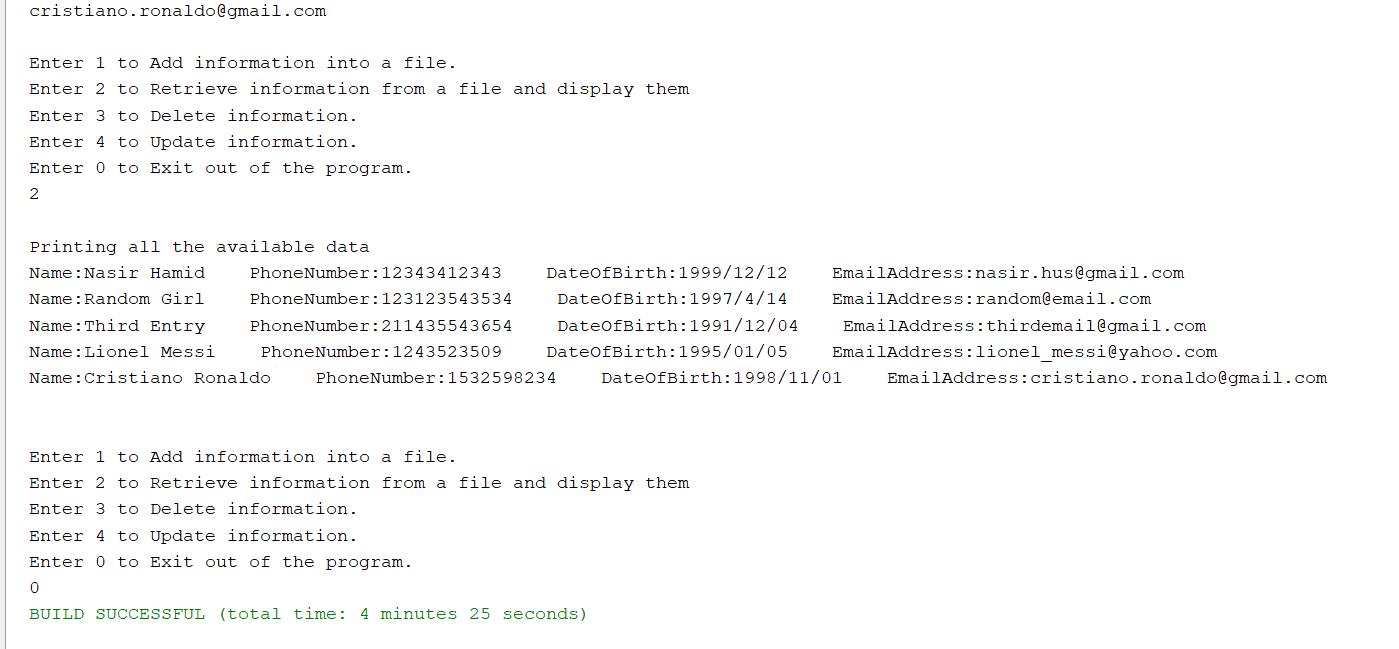 cristiano.ronaldo@gmail.com
Enter 1 to Add information into a file.
Enter 2 to Retrieve information from a file and display them
Enter 3 to Delete information.
Enter 4 to Update information.
Enter 0 to Exit out of the program.
2
Printing all the available data
Name:Nasir Hamid    PhoneNumber:12343412343    DateOfBirth:1999/12/12    EmailAddress:nasir.hus@gmail.com
Name:Random Girl    PhoneNumber:123123543534    DateOfBirth:1997/4/14    EmailAddress:random@email.com
Name:Third Entry    PhoneNumber:211435543654    DateOfBirth:1991/12/04    EmailAddress:thirdemail@gmail.com
Name:Lionel Messi    PhoneNumber:1243523509    DateOfBirth:1995/01/05    EmailAddress:lionel_messi@yahoo.com
Name:Cristiano Ronaldo    PhoneNumber:1532598234    DateOfBirth:1998/11/01    EmailAddress:cristiano.ronaldo@gmail.com
Enter 1 to Add information into a file.
Enter 2 to Retrieve information from a file and display them
Enter 3 to Delete information.
Enter 4 to Update information.
Enter 0 to Exit out of the program.
0
BUILD SUCCESSFUL (total time: 4 minutes 25 seconds)